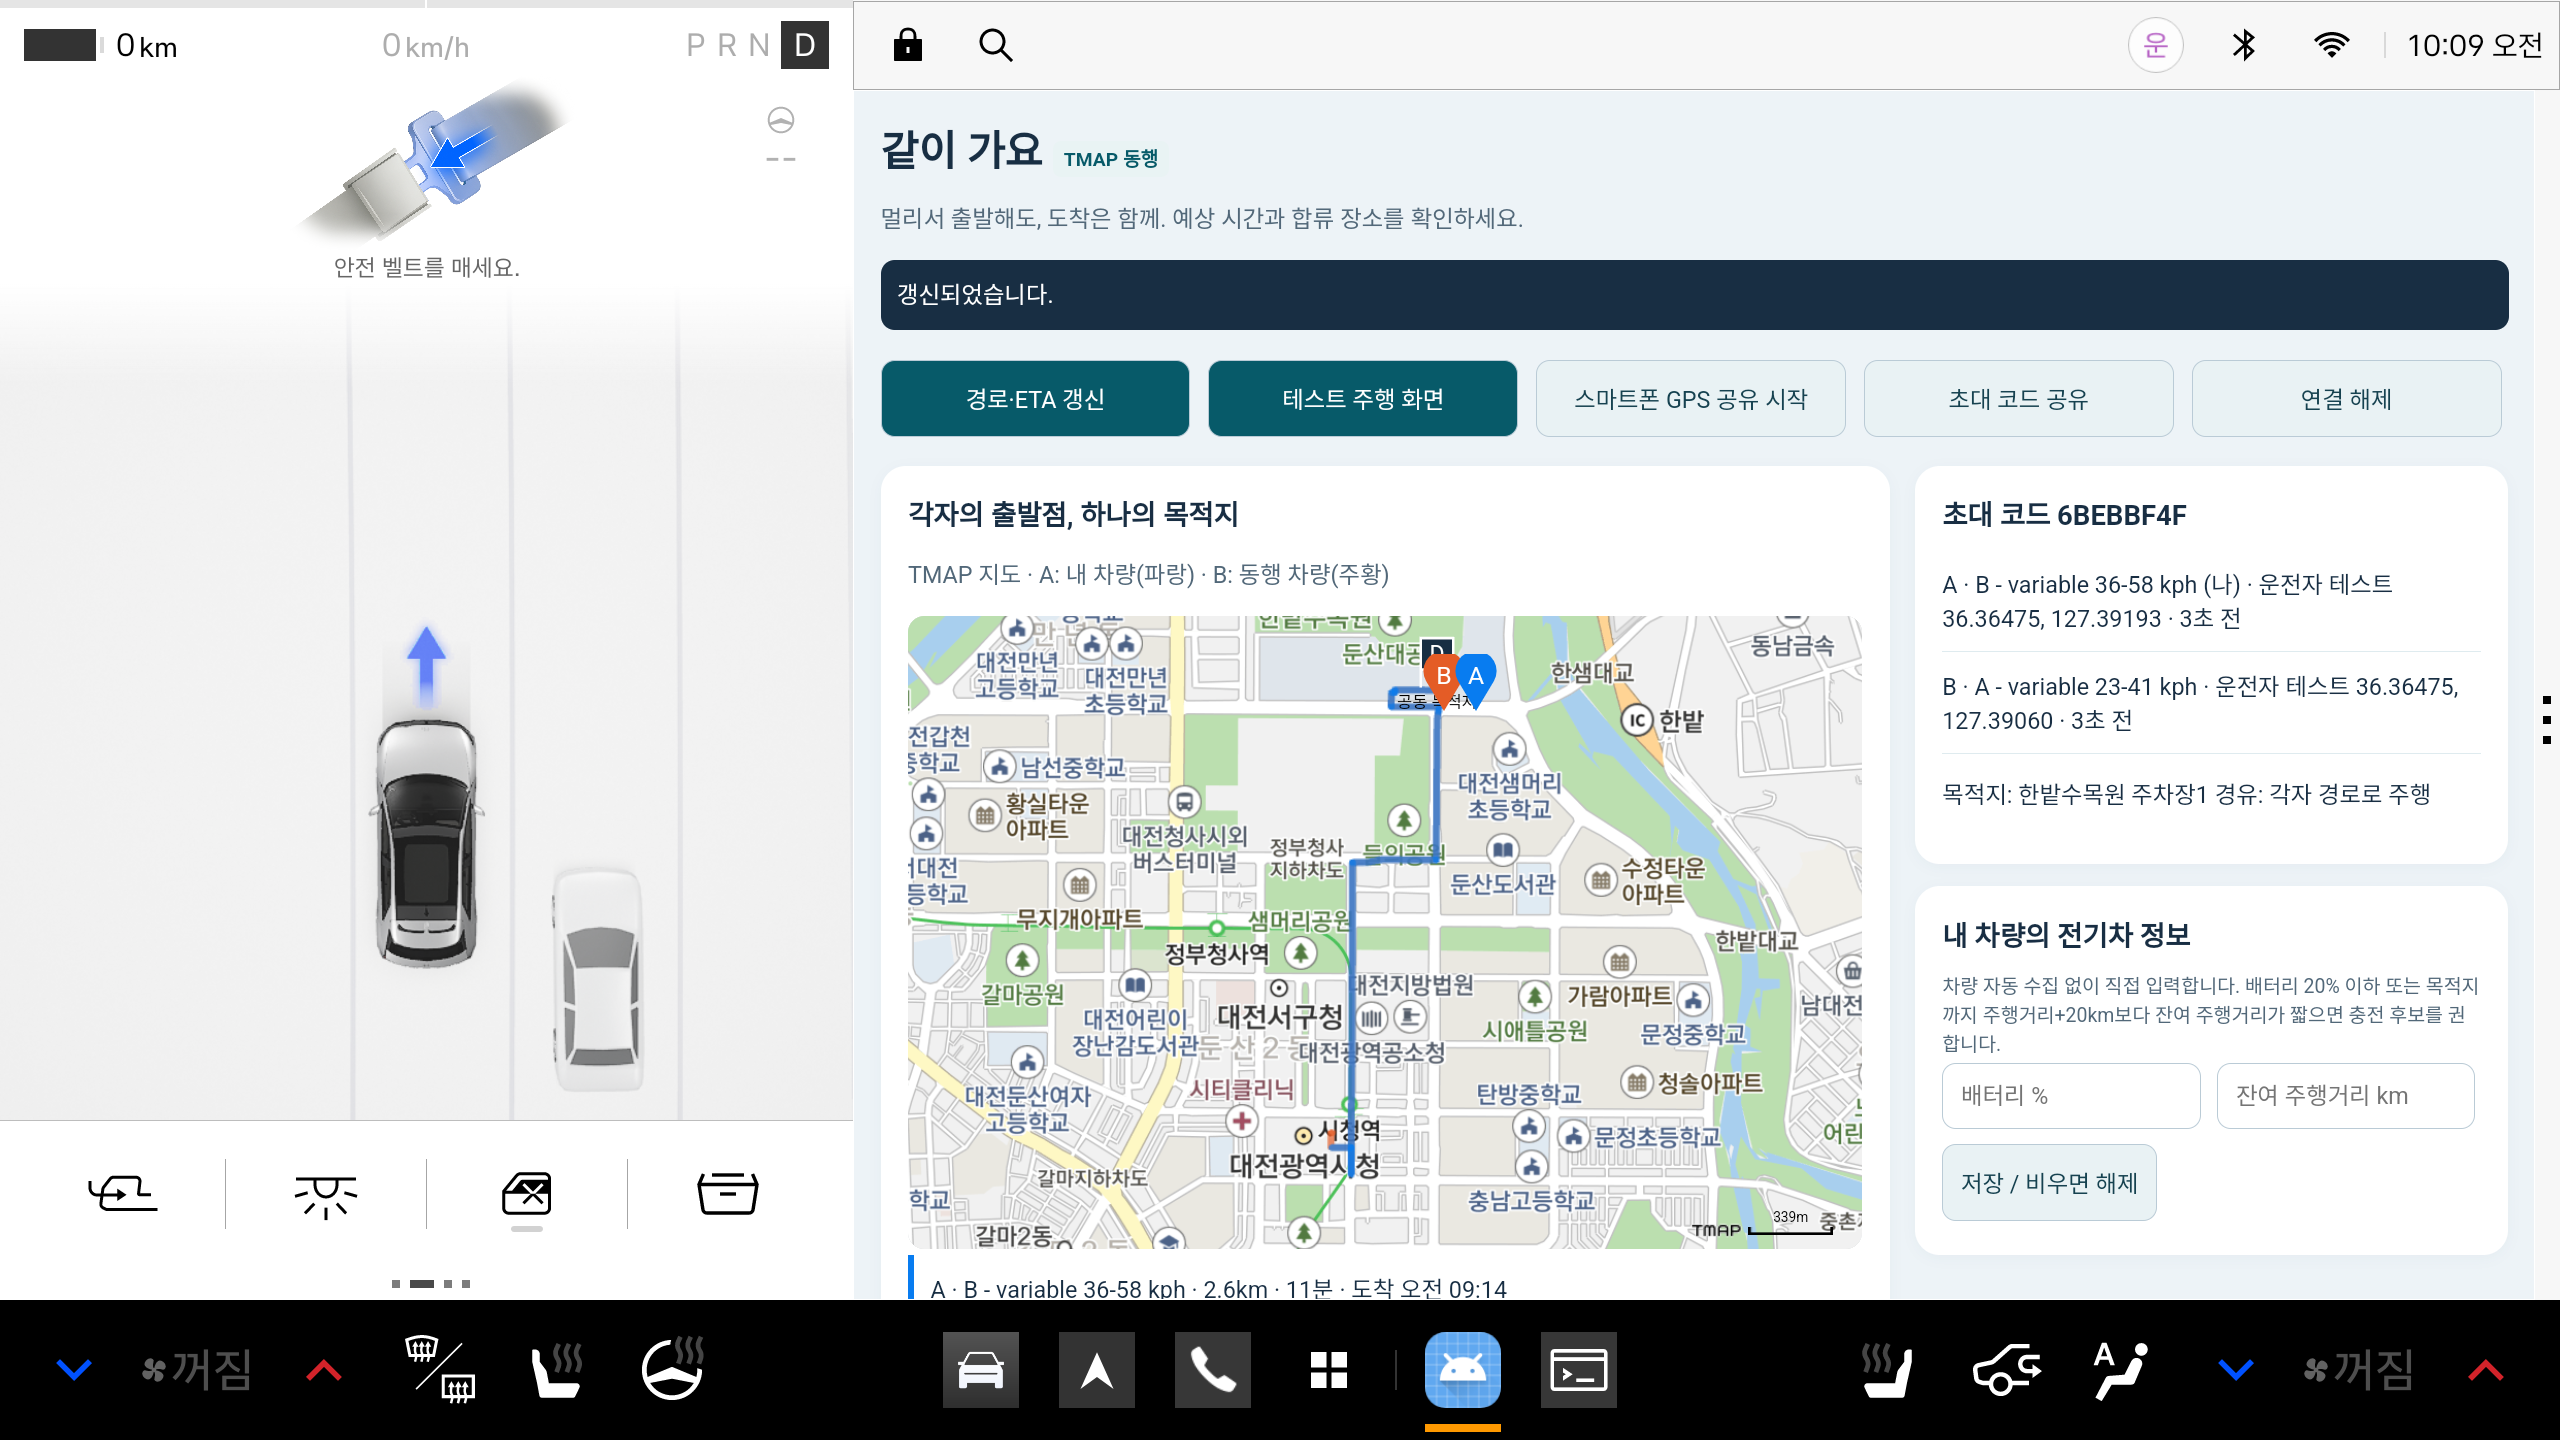 0 km
0 km/h
P R N D
안전 벨트를 매세요.
운
10:09 오전
같이 가요
TMAP 동행
멀리서 출발해도, 도착은 함께. 예상 시간과 합류 장소를 확인하세요.
갱신되었습니다.
경로·ETA 갱신
테스트 주행 화면
스마트폰 GPS 공유 시작
초대 코드 공유
연결 해제
각자의 출발점, 하나의 목적지
TMAP 지도 · A: 내 차량(파랑) · B: 동행 차량(주황)
한밭수목원
대전만년
고등학교
대전만년
초등학교
D
B
A
한샘대교
동남금속
IC 한밭
남선중학교
황실타운
아파트
대전샘머리
초등학교
대전청사시외
버스터미널
정부청사
지하차도
들의공원
둔산도서관
수정타운
아파트
무지개아파트
샘머리공원
정부청사역
한밭대교
갈마공원
대전지방법원
가람아파트
대전어린이
장난감도서관
대전서구청
시애틀공원
문정중학교
대전광역공소청
시티클리닉
탄방중학교
청솔아파트
대전둔산여자
고등학교
시청역
문정초등학교
대전광역시청
갈마지하차도
충남고등학교
갈마2동
TMAP
339m
A · B - variable 36-58 kph · 2.6km · 11분 · 도착 오전 09:14
초대 코드 6BEBBF4F
A · B - variable 36-58 kph (나) · 운전자 테스트
36.36475, 127.39193 · 3초 전
B · A - variable 23-41 kph · 운전자 테스트 36.36475,
127.39060 · 3초 전
목적지: 한밭수목원 주차장1 경유: 각자 경로로 주행
내 차량의 전기차 정보
차량 자동 수집 없이 직접 입력합니다. 배터리 20% 이하 또는 목적지
까지 주행거리+20km보다 잔여 주행거리가 짧으면 충전 후보를 권
합니다.
배터리 %
잔여 주행거리 km
저장 / 비우면 해제
꺼짐
A
꺼짐